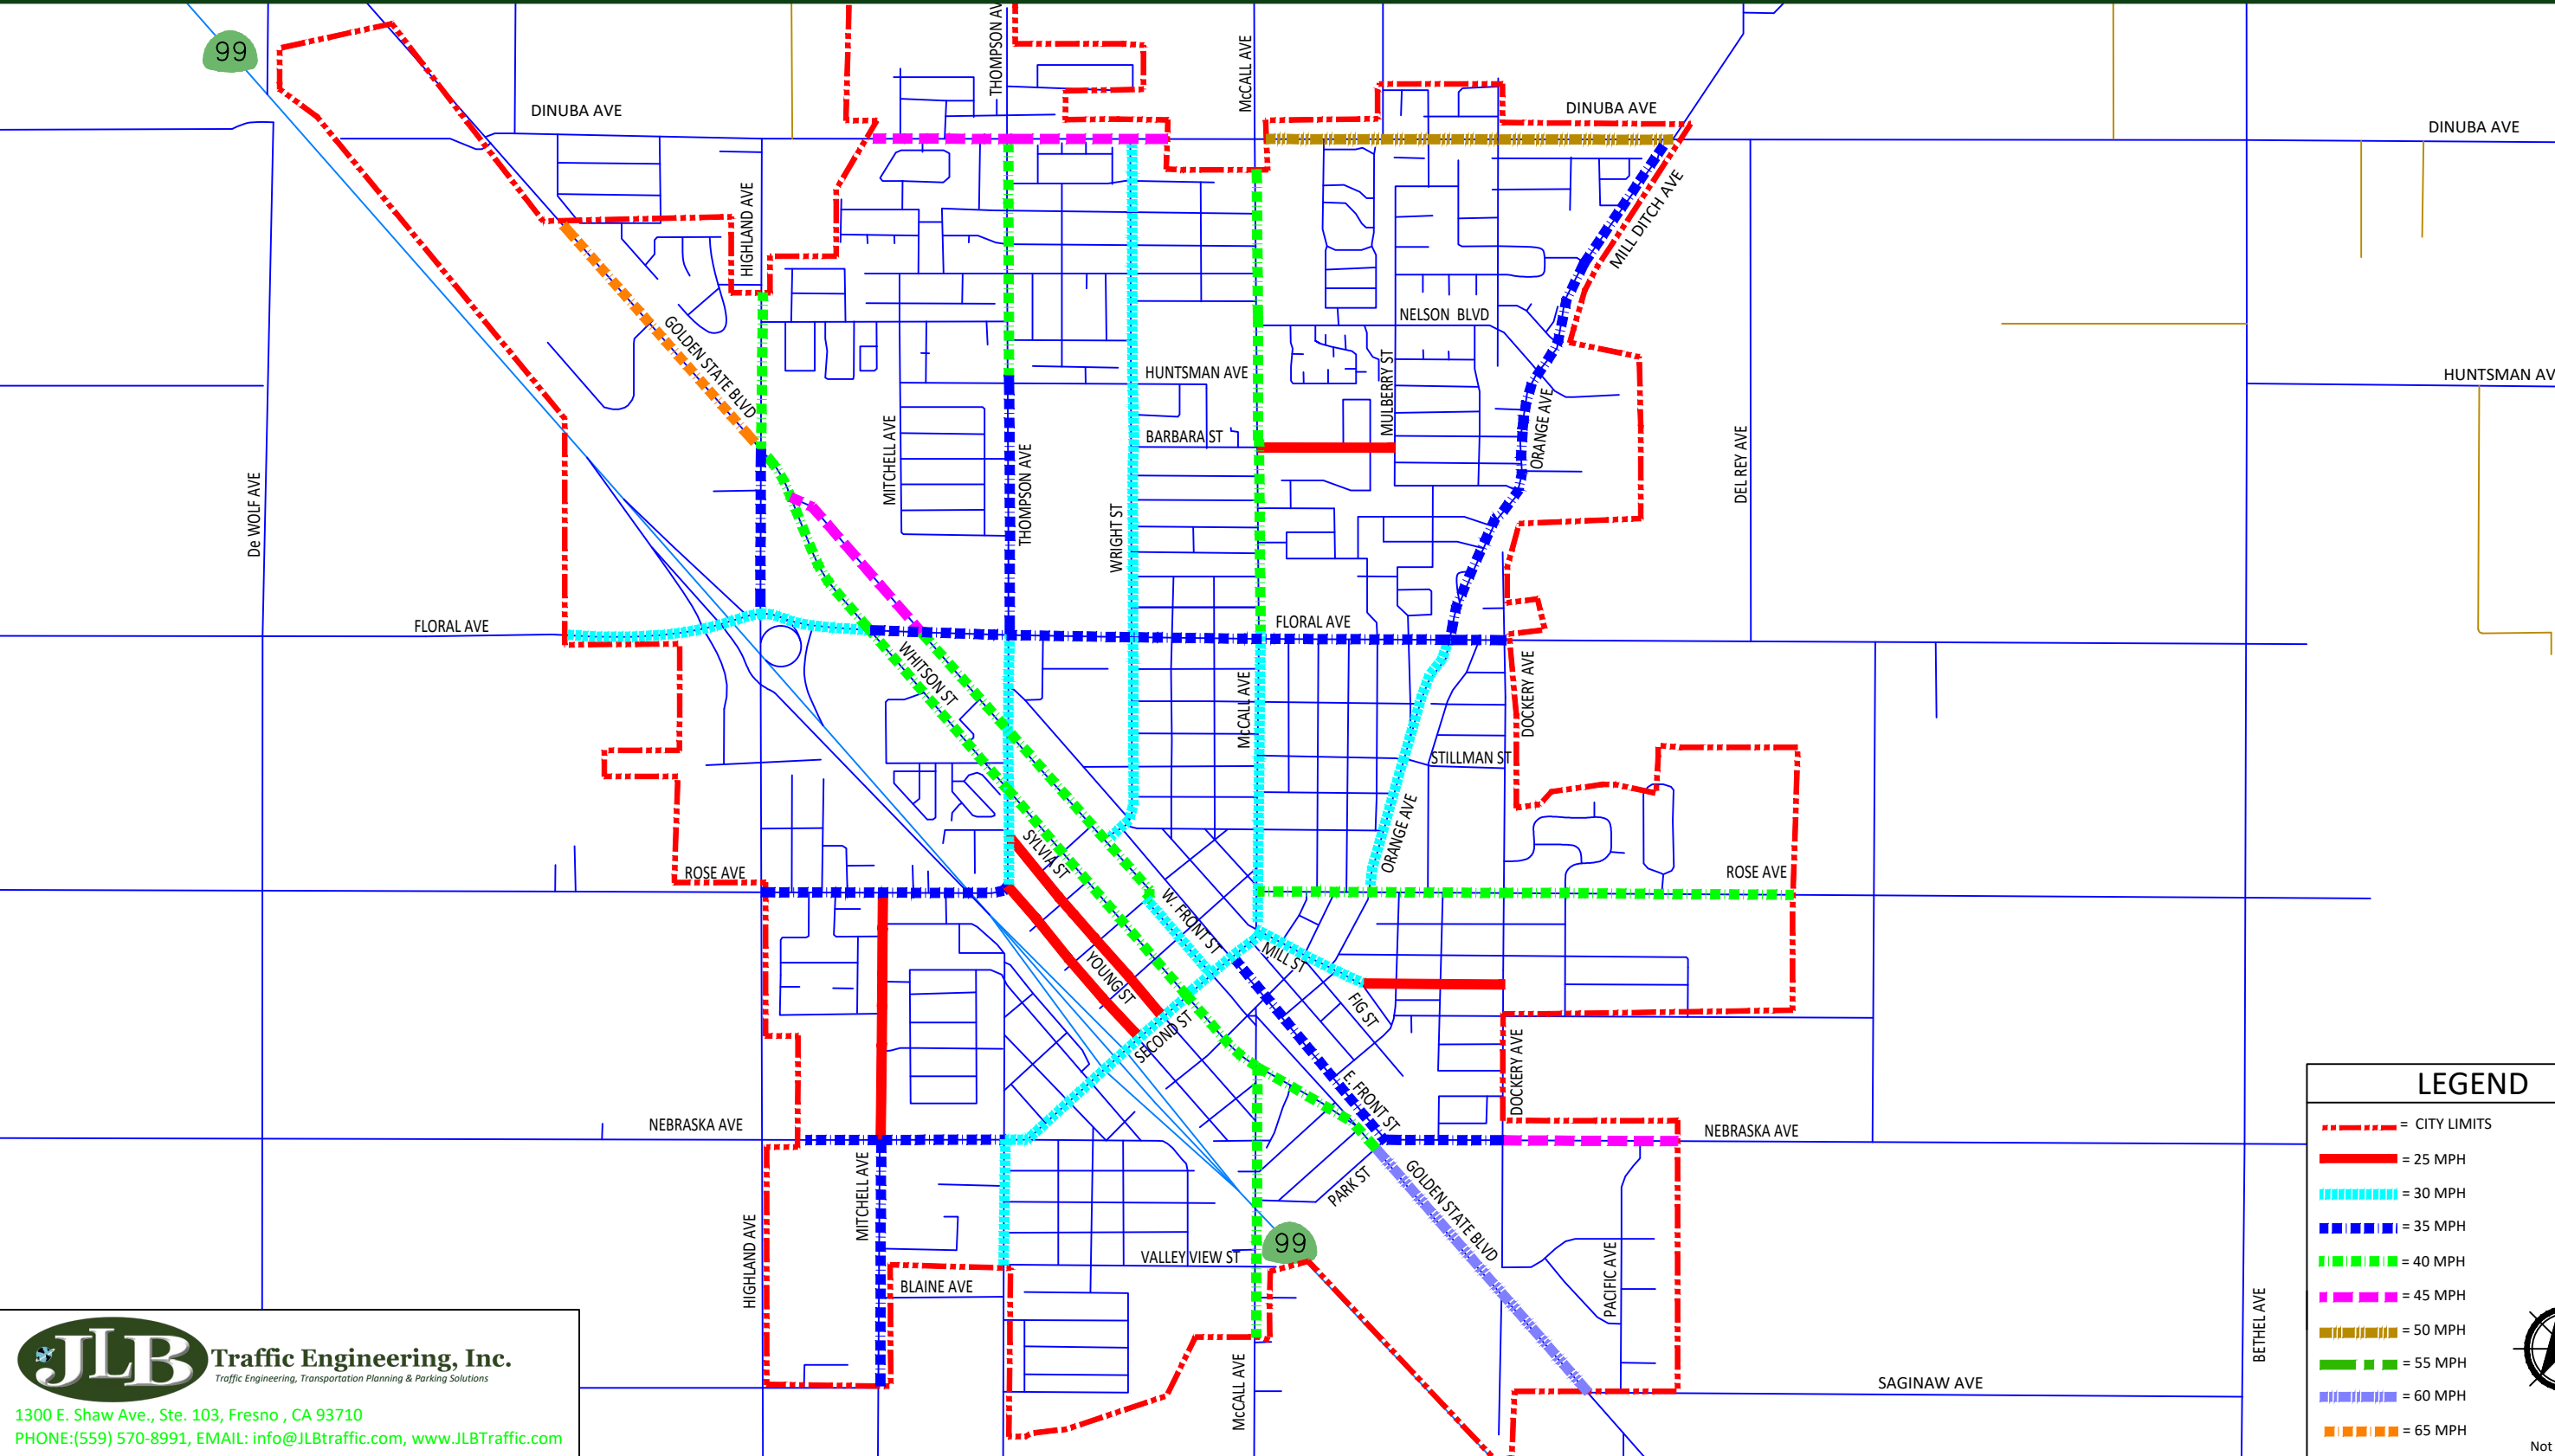 99
THOMPSON AV
McCALL AVE
DINUBA AVE
DINUBA AVE
DINUBA AVE
HIGHLAND AVE
MILL DITCH AVE
GOLDEN STATE BLVD
NELSON BLVD
HUNTSMAN AVE
HUNTSMAN AV
MULBERRY ST
BARBARA ST
MITCHELL AVE
THOMPSON AVE
WRIGHT ST
ORANGE AVE
DEL REY AVE
De WOLF AVE
FLORAL AVE
FLORAL AVE
WHITSON ST
McCALL AVE
DOCKERY AVE
STILLMAN ST
ORANGE AVE
SYLVIA ST
ROSE AVE
ROSE AVE
W. FRONT ST
MILL ST
YOUNG ST
FIG ST
SECOND ST
DOCKERY AVE
E. FRONT ST
NEBRASKA AVE
NEBRASKA AVE
MITCHELL AVE
PARK ST
GOLDEN STATE BLVD
HIGHLAND AVE
99
VALLEY VIEW ST
BLAINE AVE
PACIFIC AVE
BETHEL AVE
McCALL AVE
SAGINAW AVE
LEGEND
= CITY LIMITS
= 25 MPH
= 30 MPH
= 35 MPH
= 40 MPH
= 45 MPH
= 50 MPH
= 55 MPH
= 60 MPH
= 65 MPH
Not
JLB Traffic Engineering, Inc.
Traffic Engineering, Transportation Planning & Parking Solutions
1300 E. Shaw Ave., Ste. 103, Fresno , CA 93710
PHONE:(559) 570-8991, EMAIL: info@JLBtraffic.com, www.JLBTraffic.com